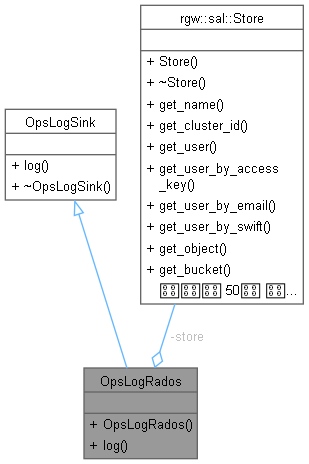 rgw::sal::Store
+ Store()
+ ~Store()
+ get_name()
+ get_cluster_id()
+ get_user()
+ get_user_by_access
_key()
+ get_user_by_email()
+ get_user_by_swift()
+ get_object()
+ get_bucket()
50
...
OpsLogSink
+ log()
+ ~OpsLogSink()
-store
OpsLogRados
+ OpsLogRados()
+ log()